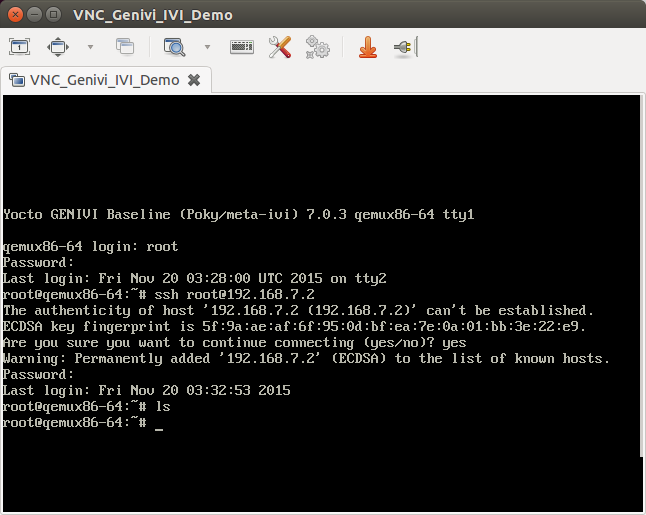 VNC_Genivi_IVI_Demo
1
VNC_Genivi_IVI_Demo
Yocto GENIVI Baseline (Poky/meta-ivi) 7.0.3 qemux86-64 tty1
qemux86-64 login: root
Password:
Last login: Fri Nov 20 03:28:00 UTC 2015 on tty2
root@qemux86-64:~# ssh root@192.168.7.2
The authenticity of host '192.168.7.2 (192.168.7.2)' can't be established.
ECDSA key fingerprint is 5f:9a:ae:af:6f:95:0d:bf:ea:7e:0a:01:bb:3e:22:e9.
Are you sure you want to continue connecting (yes/no)? yes
Warning: Permanently added '192.168.7.2' (ECDSA) to the list of known hosts.
Password:
Last login: Fri Nov 20 03:32:53 2015
root@qemux86-64:~# ls
root@qemux86-64:~# _